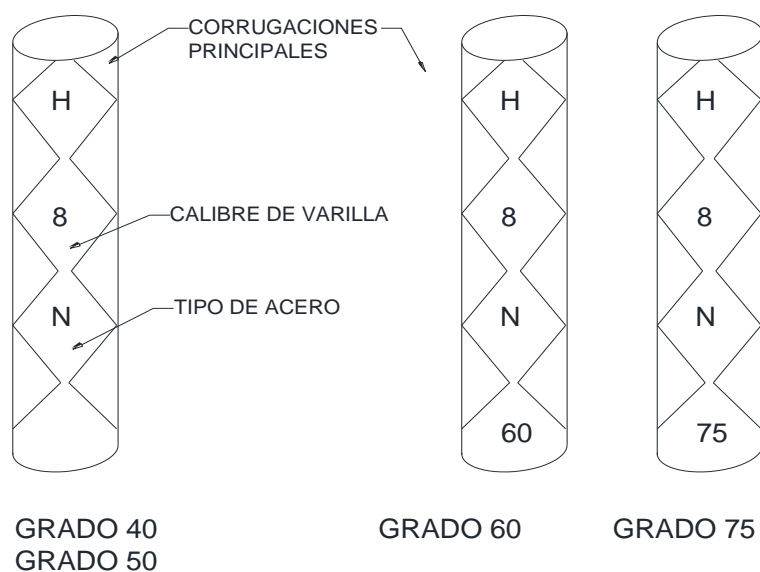 CORRUGACIONES
PRINCIPALES
H
8
N
CALIBRE DE VARILLA
TIPO DE ACERO
H
8
N
60
H
8
N
75
GRADO 40
GRADO 50
GRADO 60
GRADO 75